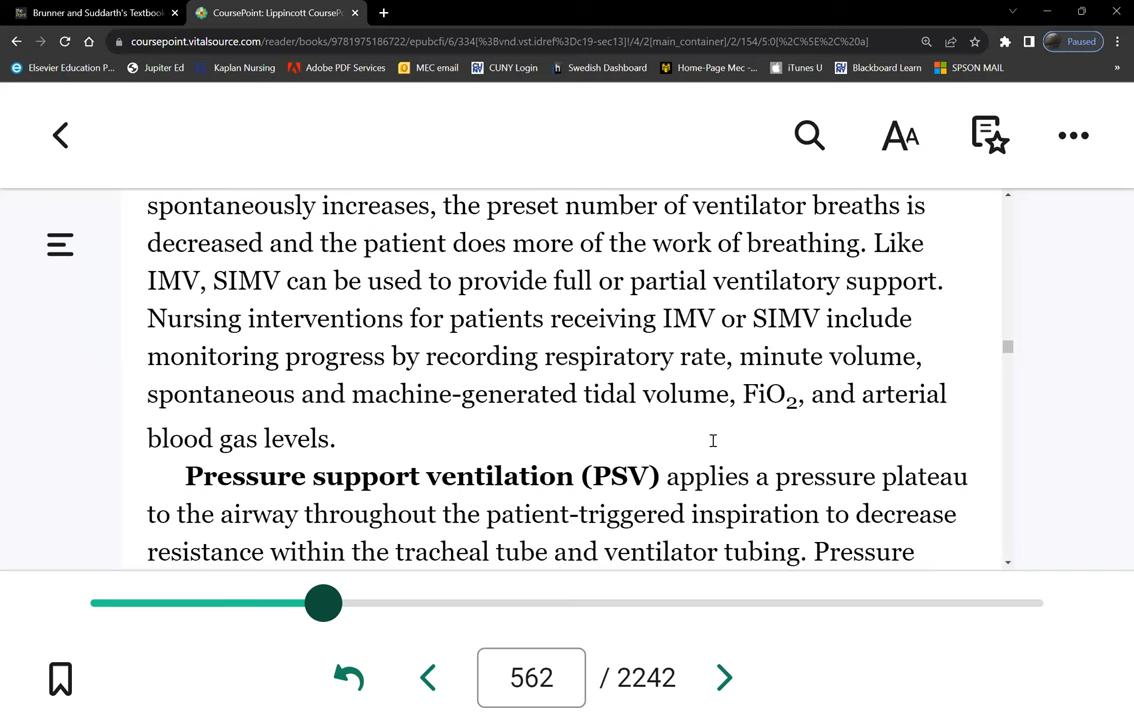 Brunner and Suddarth's Textbook
CoursePoint: Lippincott CourseP
coursepoint.vitalsource.com/reader/books/9781975186722/epubcfi/6/334[%3Bvnd.vst.idref%3Dc19-sec13]!/4/2[main_container]/2/154/5:0[%2C%5E%2C%20a]
Paused
Elsevier Education P...
Jupiter Ed
Kaplan Nursing
Adobe PDF Services
MEC email
CUNY Login
Swedish Dashboard
Home-Page Mec -...
iTunes U
Blackboard Learn
SPSON MAIL
»
AA
spontaneously increases, the preset number of ventilator breaths is
decreased and the patient does more of the work of breathing. Like
IMV, SIMV can be used to provide full or partial ventilatory support.
Nursing interventions for patients receiving IMV or SIMV include
monitoring progress by recording respiratory rate, minute volume,
spontaneous and machine-generated tidal volume, FiO₂, and arterial
blood gas levels.
Pressure support ventilation (PSV) applies a pressure plateau
to the airway throughout the patient-triggered inspiration to decrease
resistance within the tracheal tube and ventilator tubing. Pressure
562 / 2242